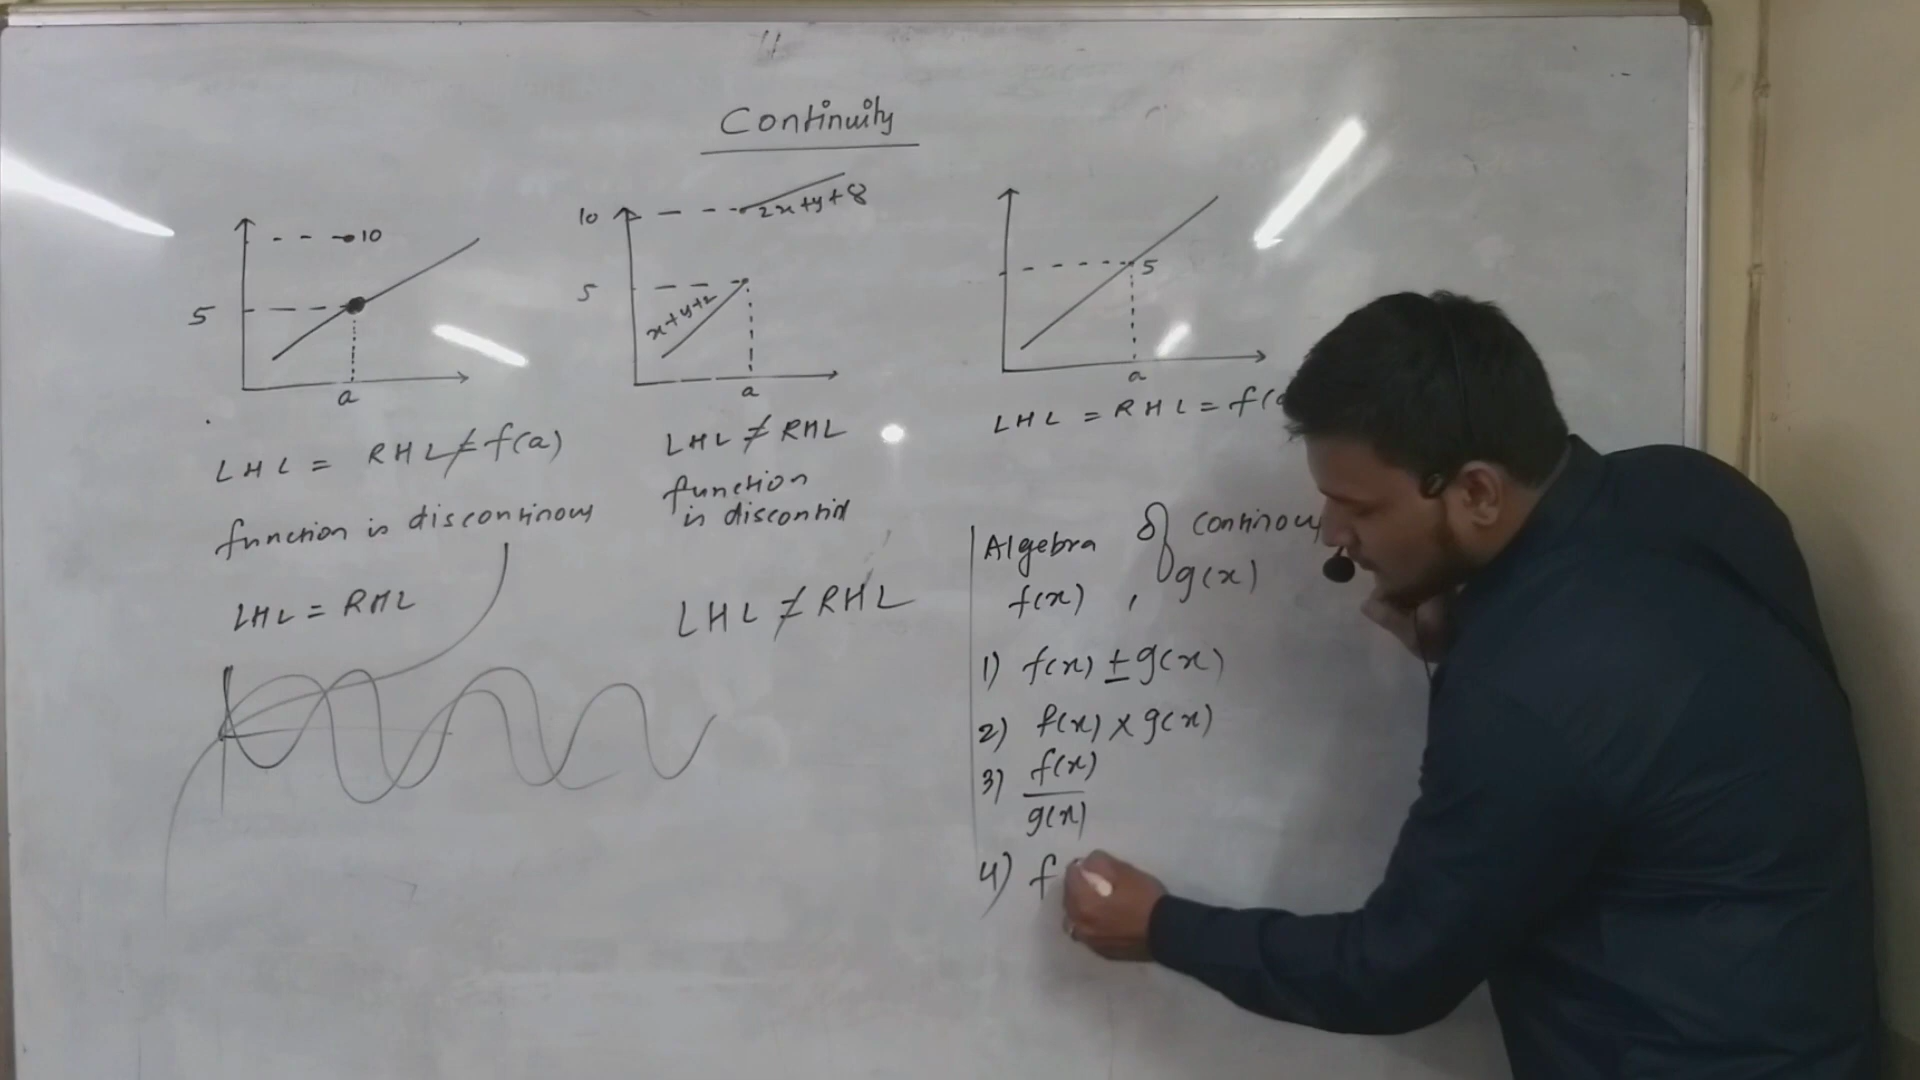 Continuity
10
5
a
LHL = RHL ≠ f(a)
function is discontinous
LHL = RHL
10
2x+y+8
5
x+y+2
a
LHL ≠ RHL
function
is discontin
LHL ≠ RHL
5
a
LHL = RHL = f(
Algebra of continou
f(x) , g(x)
1) f(x) ± g(x)
2) f(x) × g(x)
3) f(x)
g(x)
4) f